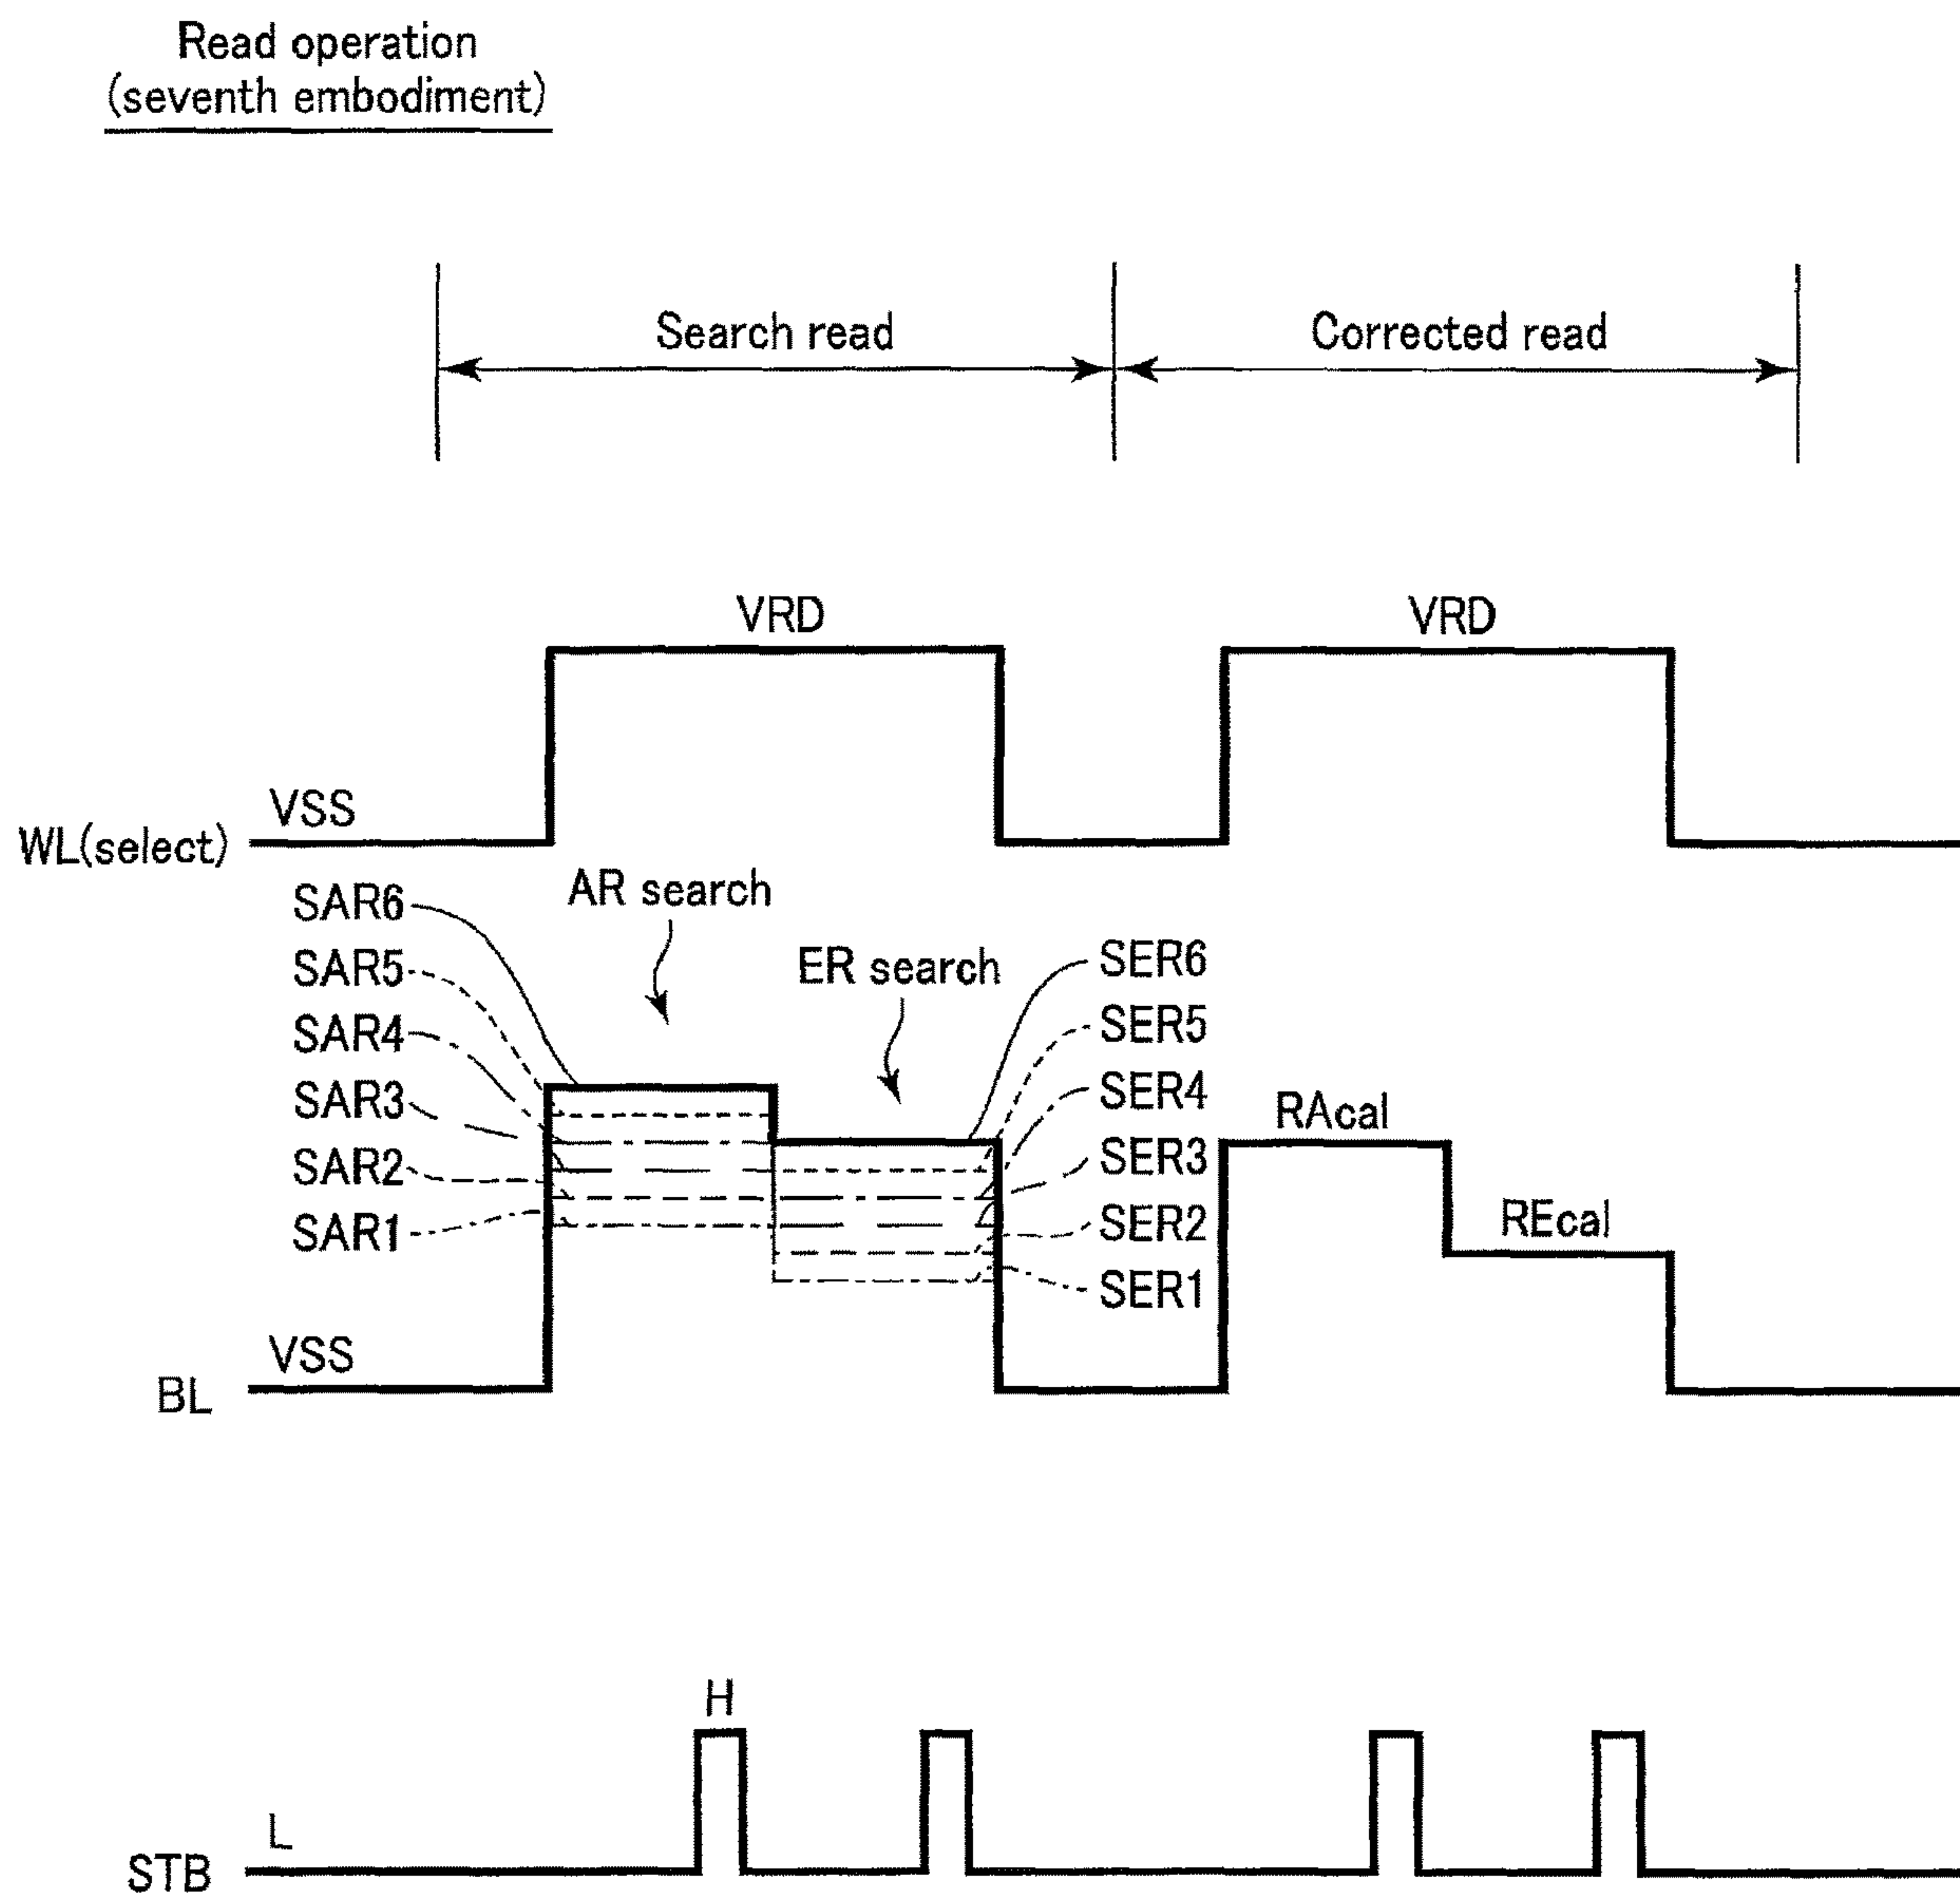 Read operation
(seventh embodiment)
Search read
Corrected read
VRD
VRD
VSS
WL(select)
SAR6
AR search
SAR5
ER search
SER6
SAR4
SER5
SAR3
SER4
RAcal
SAR2
SER3
SAR1
SER2
REcal
SER1
VSS
BL
H
L
STB